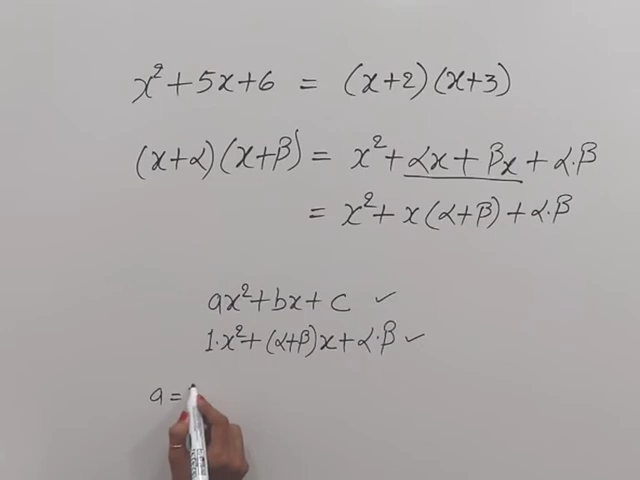 x²+5x+6 = (x+2)(x+3)
(x+α)(x+β) = x²+αx+βx+α.β
= x²+x(α+β)+α.β
ax²+bx+c ✓
1·x²+(α+β)x+α·β ✓
a =